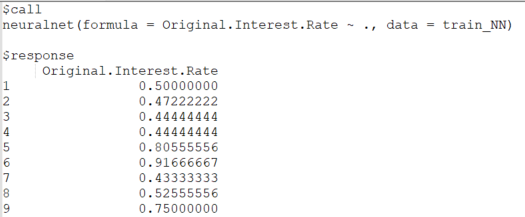 $call
neuralnet(formula = Original.Interest.Rate ~ ., data = train_NN)
$response
Original.Interest.Rate
1 0.50000000
2 0.47222222
3 0.44444444
4 0.44444444
5 0.80555556
6 0.91666667
7 0.43333333
8 0.52555556
9 0.75000000